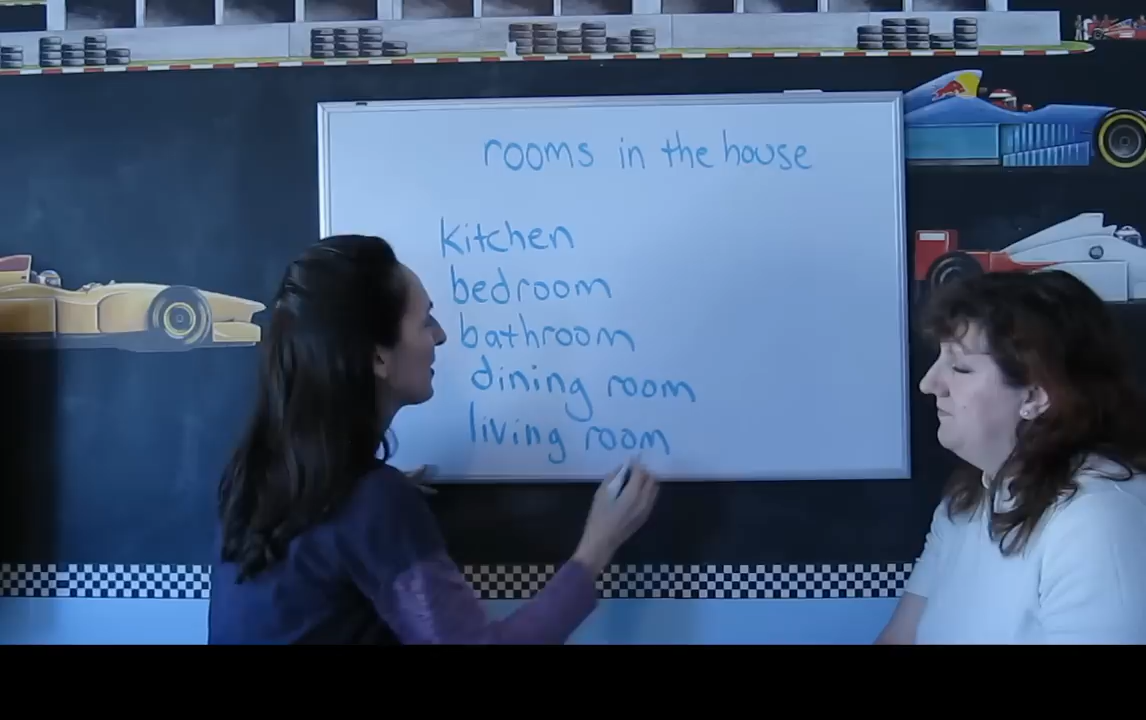 rooms in the house
kitchen
bedroom
bathroom
dining room
living room